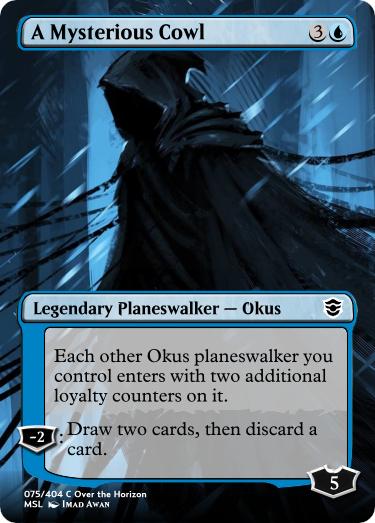 A Mysterious Cowl 3
Legendary Planeswalker — Okus
Each other Okus planeswalker you
control enters with two additional
loyalty counters on it.
-2 : Draw two cards, then discard a
card.
5
075/404 C Over the Horizon
MSL Imad Awan